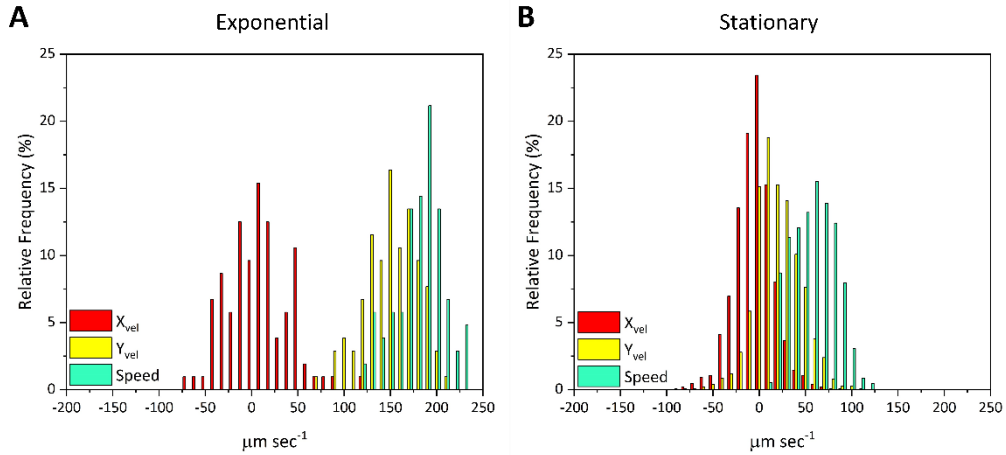 A
Exponential
25
20
15
10
5
0
Relative Frequency (%)
X_vel
Y_vel
Speed
-200 -150 -100 -50 0 50 100 150 200 250
μm sec⁻¹
B
Stationary
25
20
15
10
5
0
Relative Frequency (%)
X_vel
Y_vel
Speed
-200 -150 -100 -50 0 50 100 150 200 250
μm sec⁻¹